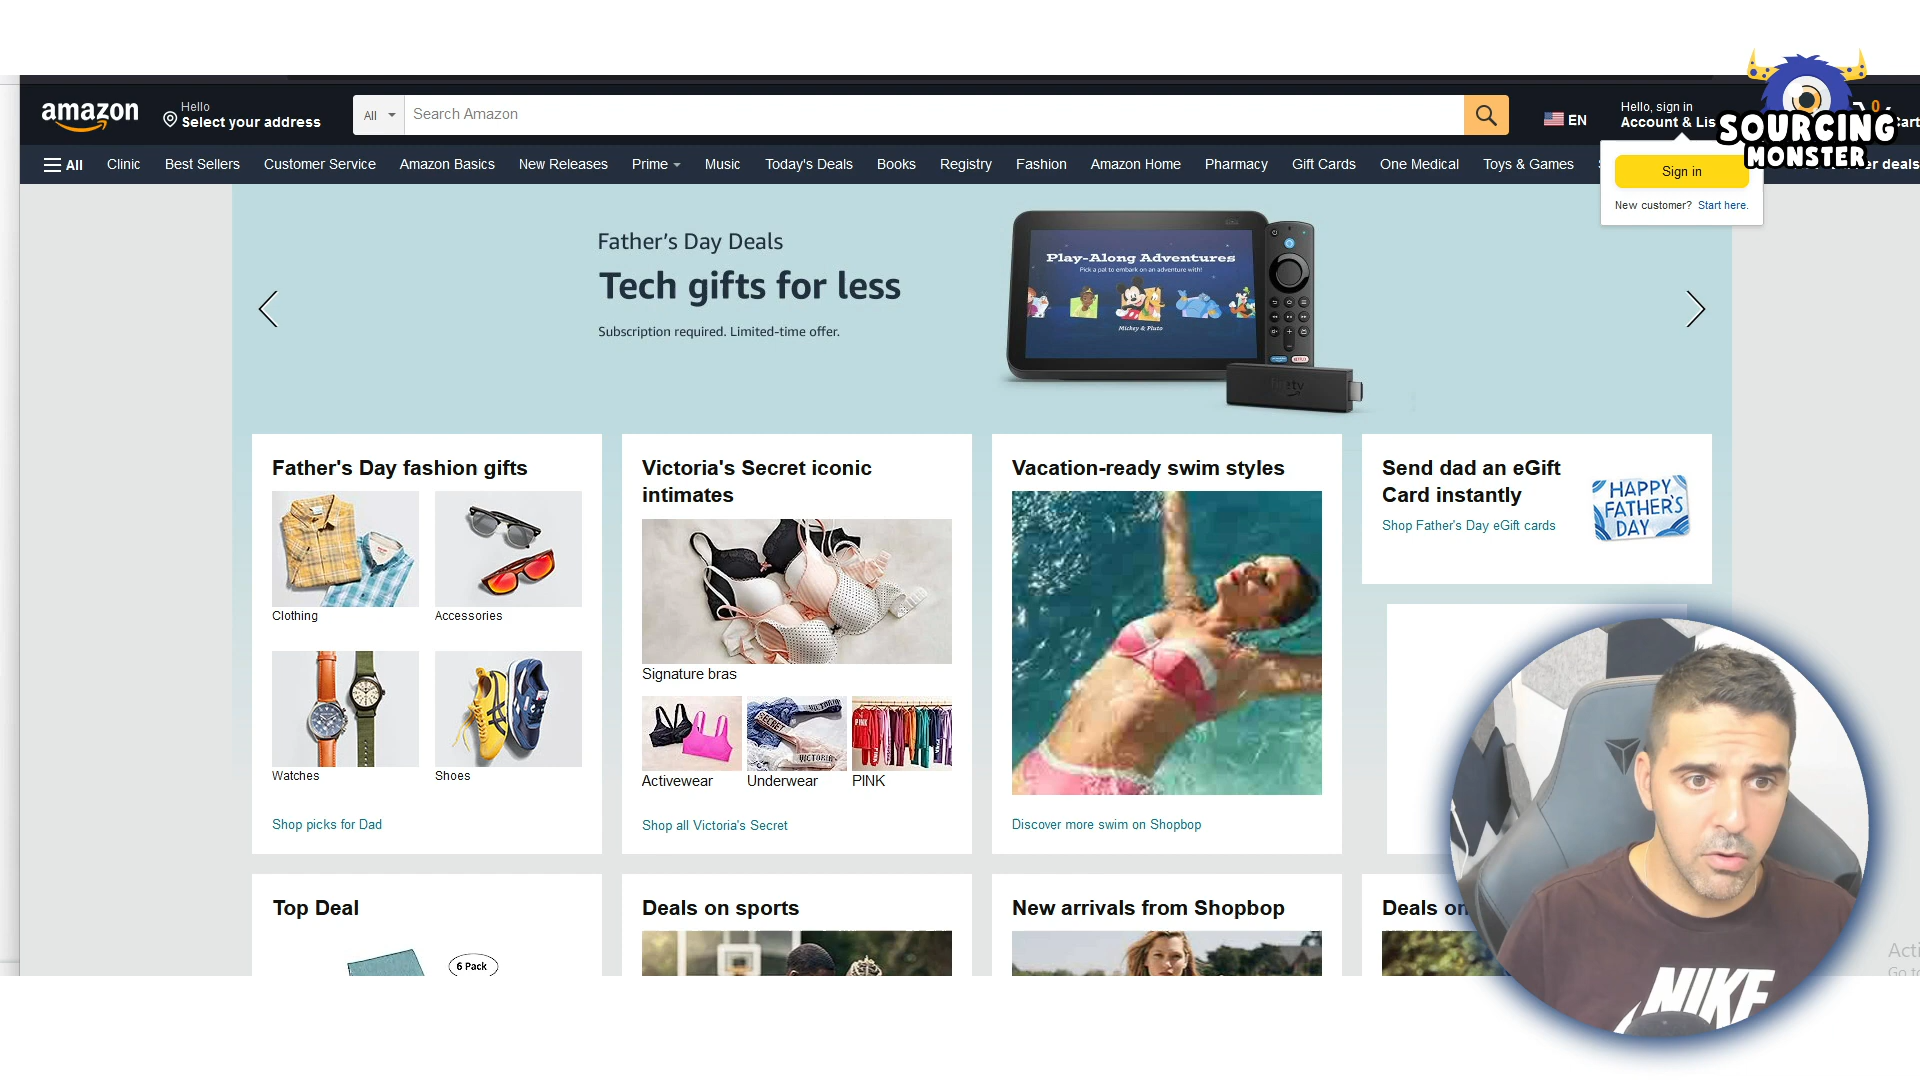 amazon
Hello
Select your address
All
Search Amazon
EN
Hello, sign in
Account & Lis
0
Cart
SOURCING
MONSTER
All
Clinic
Best Sellers
Customer Service
Amazon Basics
New Releases
Prime
Music
Today's Deals
Books
Registry
Fashion
Amazon Home
Pharmacy
Gift Cards
One Medical
Toys & Games
deals
Sign in
New customer? Start here.
Father's Day Deals
Tech gifts for less
Subscription required. Limited-time offer.
Play-Along Adventures
Pick a pal to embark on an adventure with!
Mickey & Pluto
Father's Day fashion gifts
Clothing
Accessories
Watches
Shoes
Shop picks for Dad
Victoria's Secret iconic
intimates
Signature bras
PINK
Activewear
Underwear
PINK
Shop all Victoria's Secret
Vacation-ready swim styles
Discover more swim on Shopbop
Send dad an eGift
Card instantly
Shop Father's Day eGift cards
HAPPY
FATHER'S
DAY
Top Deal
6 Pack
Deals on sports
New arrivals from Shopbop
Deals on
NIKE